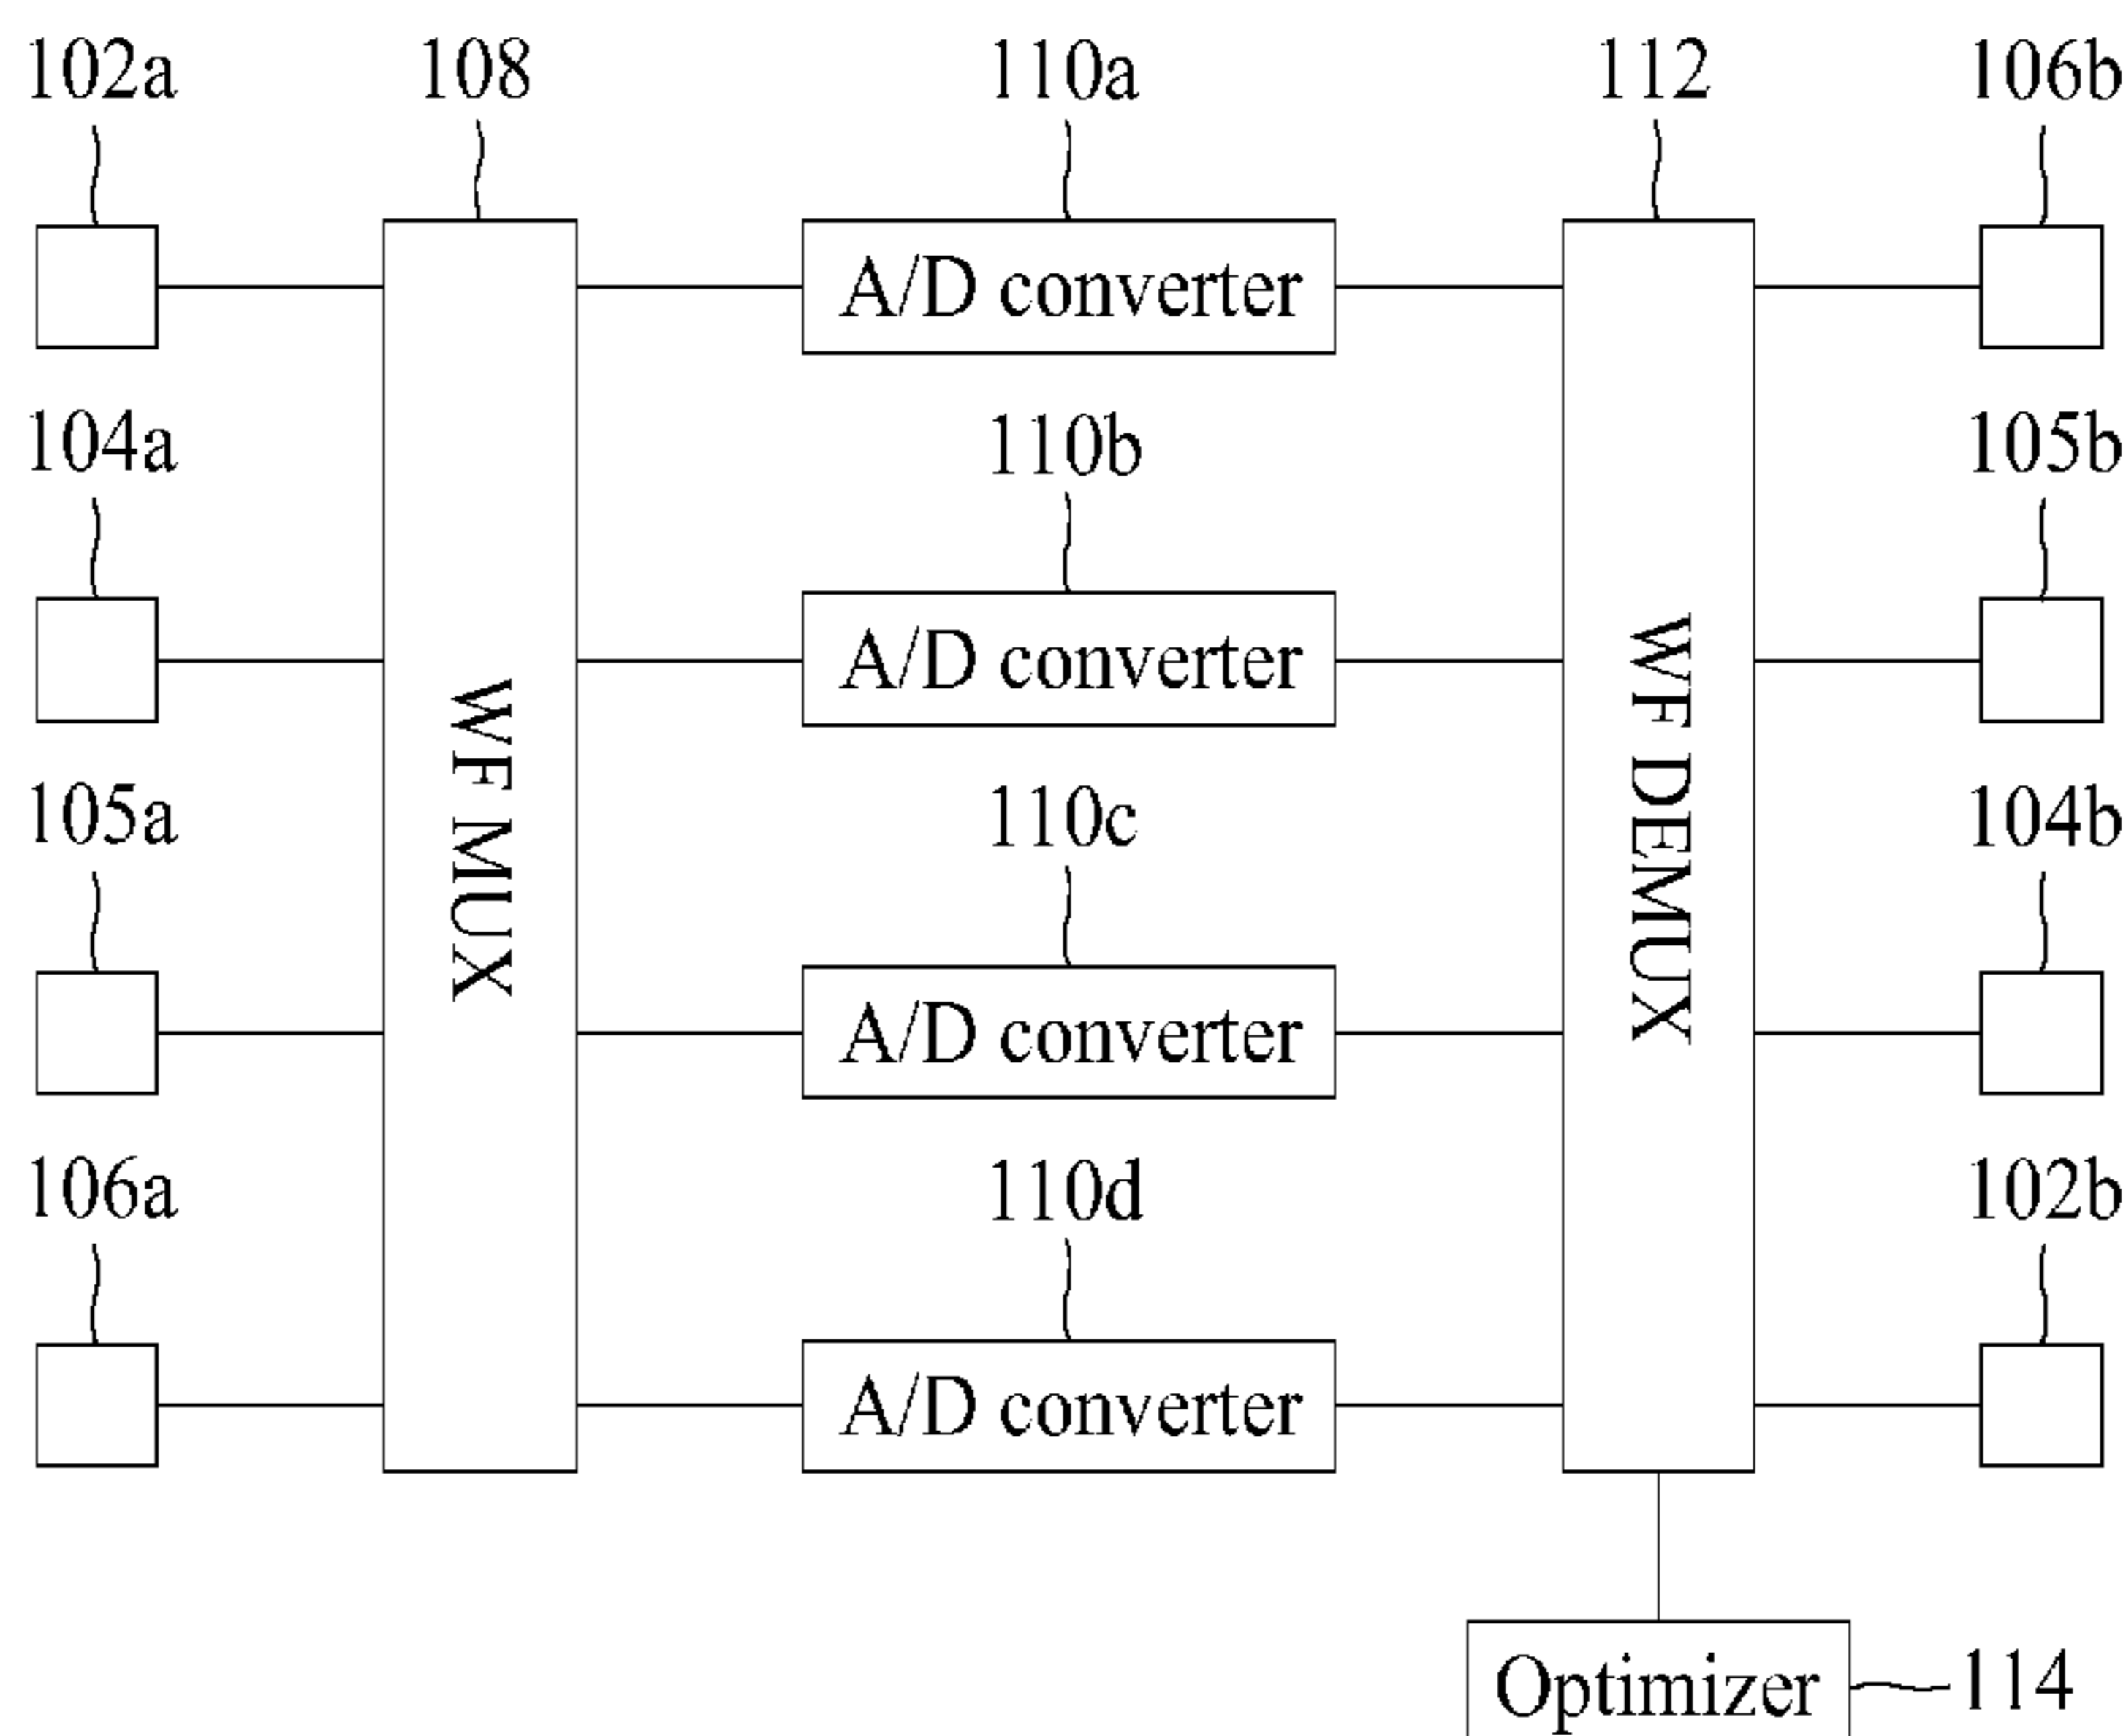 102a 108 110a 112 106b
A/D converter
104a 110b 105b
A/D converter
WF MUX
WF DEMUX
105a 110c 104b
A/D converter
106a 110d 102b
A/D converter
Optimizer 114